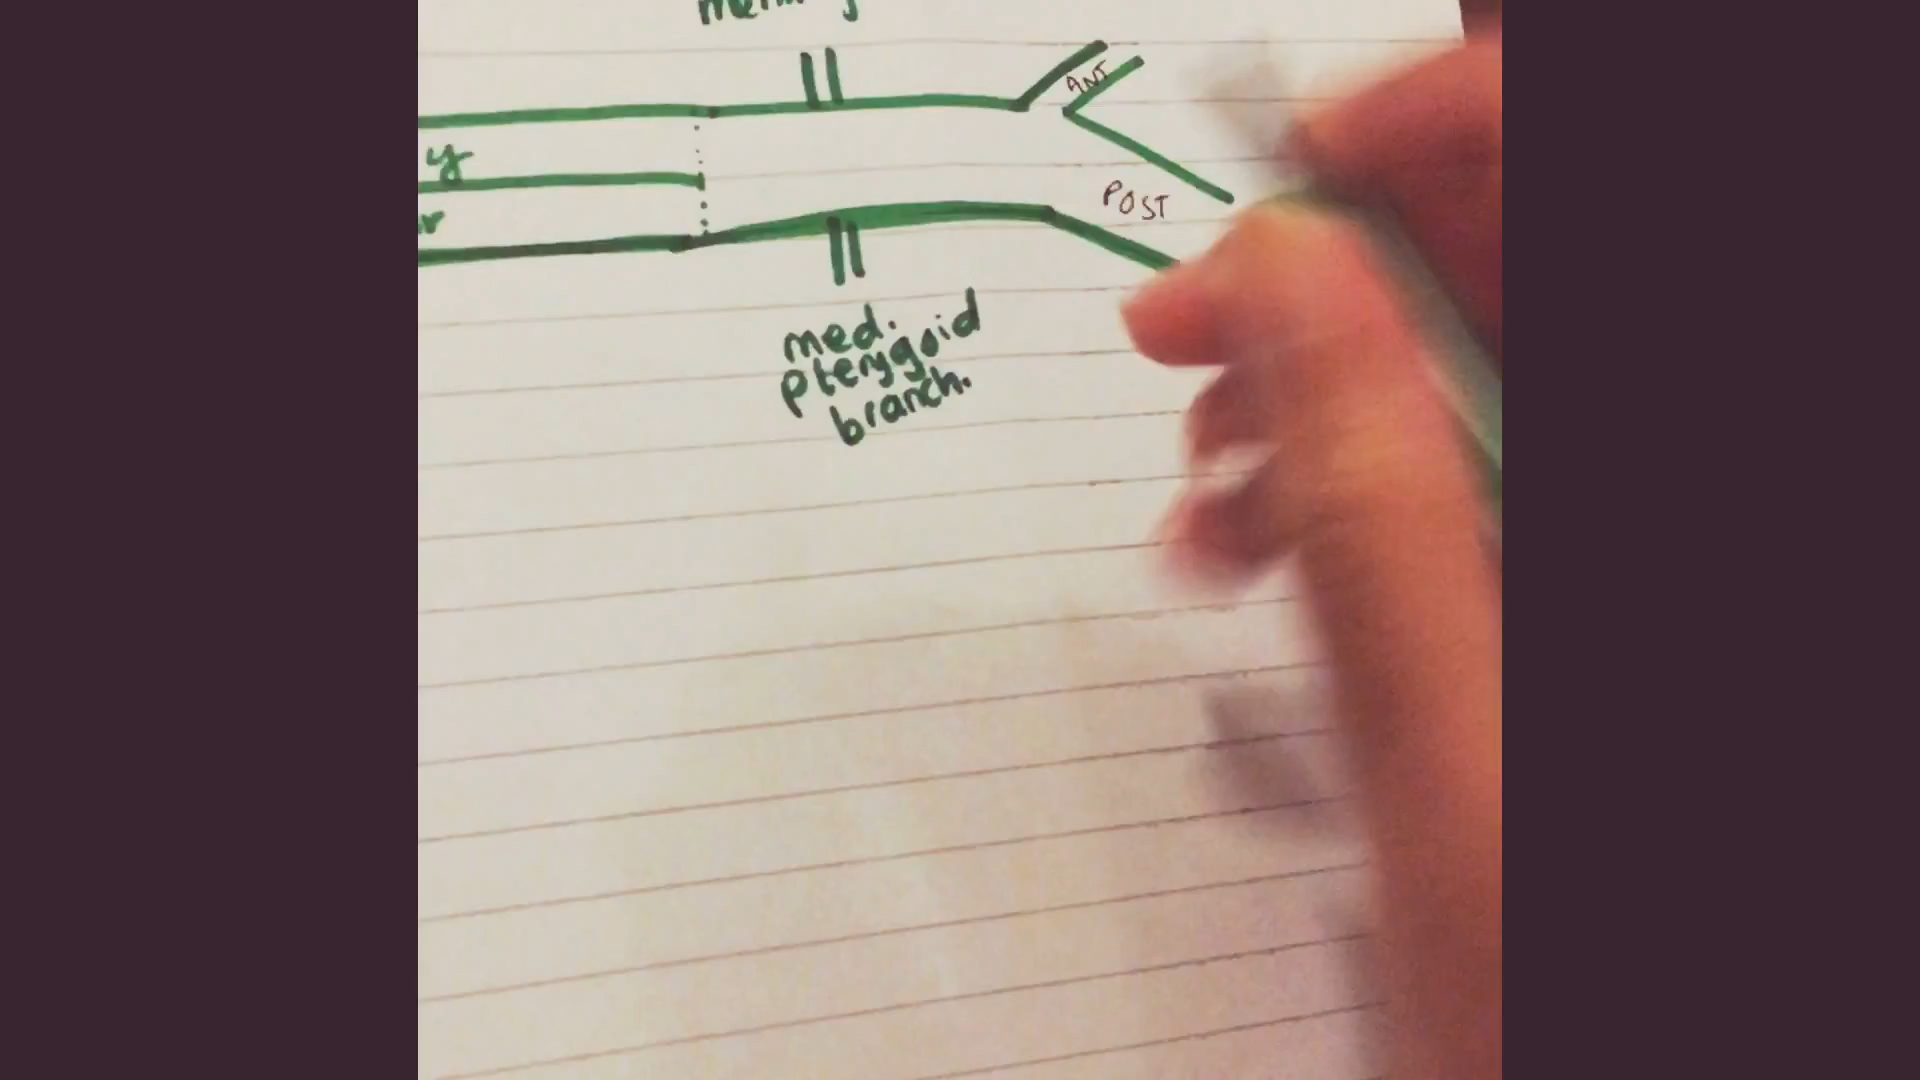 ANT
y
POST
r
med.
pterygoid
branch.